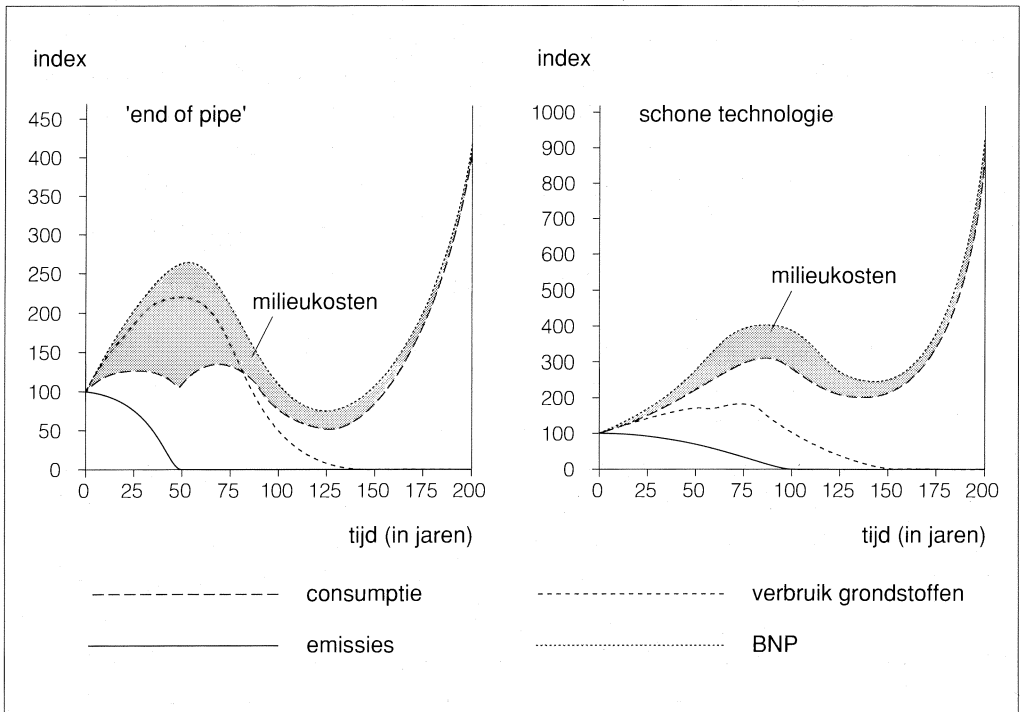 index
'end of pipe'
450
400
350
300
250
200
150
100
50
0
milieukosten
0 25 50 75 100 125 150 175 200
tijd (in jaren)
index
schone technologie
1000
900
800
700
600
500
400
300
200
100
0
milieukosten
0 25 50 75 100 125 150 175 200
tijd (in jaren)
consumptie
verbruik grondstoffen
emissies
BNP